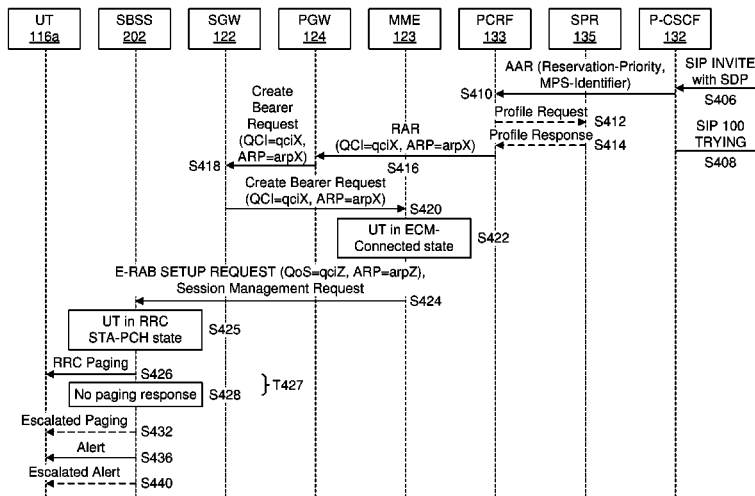 UT
116a
SBSS
202
SGW
122
PGW
124
MME
123
PCRF
133
SPR
135
P-CSCF
132
SIP INVITE
with SDP
S406
AAR (Reservation-Priority,
MPS-Identifier)
S410
SIP 100
TRYING
S408
Profile Request
S412
Profile Response
S414
RAR
(QCI=qciX, ARP=arpX)
S416
Create
Bearer
Request
(QCI=qciX,
ARP=arpX)
S418
Create Bearer Request
(QCI=qciX, ARP=arpX)
S420
UT in ECM-
Connected state
S422
E-RAB SETUP REQUEST (QoS=qciZ, ARP=arpZ),
Session Management Request
S424
UT in RRC
STA-PCH state
S425
RRC Paging
S426
T427
No paging response
S428
Escalated Paging
S432
Alert
S436
Escalated Alert
S440